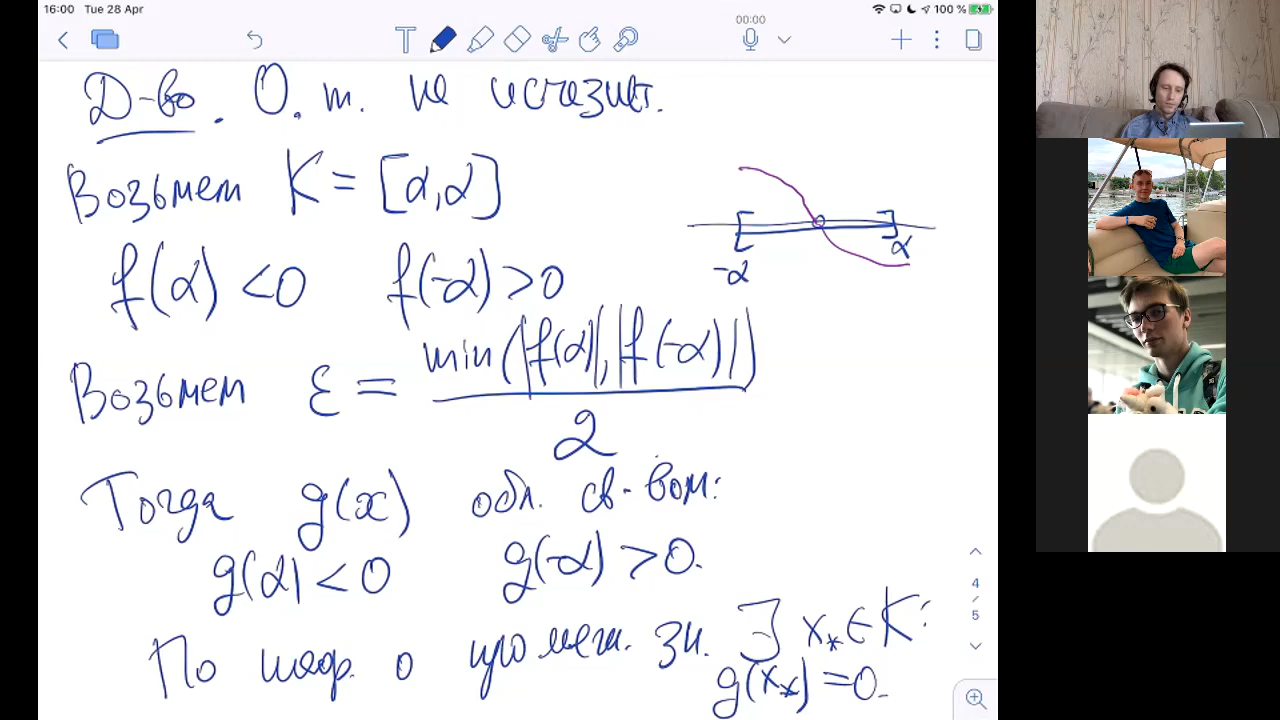 16:00 Tue 28 Apr
00:00
100 %
Д-во. О. т. не исчезнет.
Возьмем K = [α,α]
-α
α
f(α) <0 f(-α) >0
Возьмем ε = min(|f(α)|,|f(-α)|) / 2
Тогда g(x) обл. св-вом:
g(α) < 0 g(-α) > 0.
По теор. о промеж. зн. ∃ x* ∈ K:
g(x*) = 0.
4
/
5
T